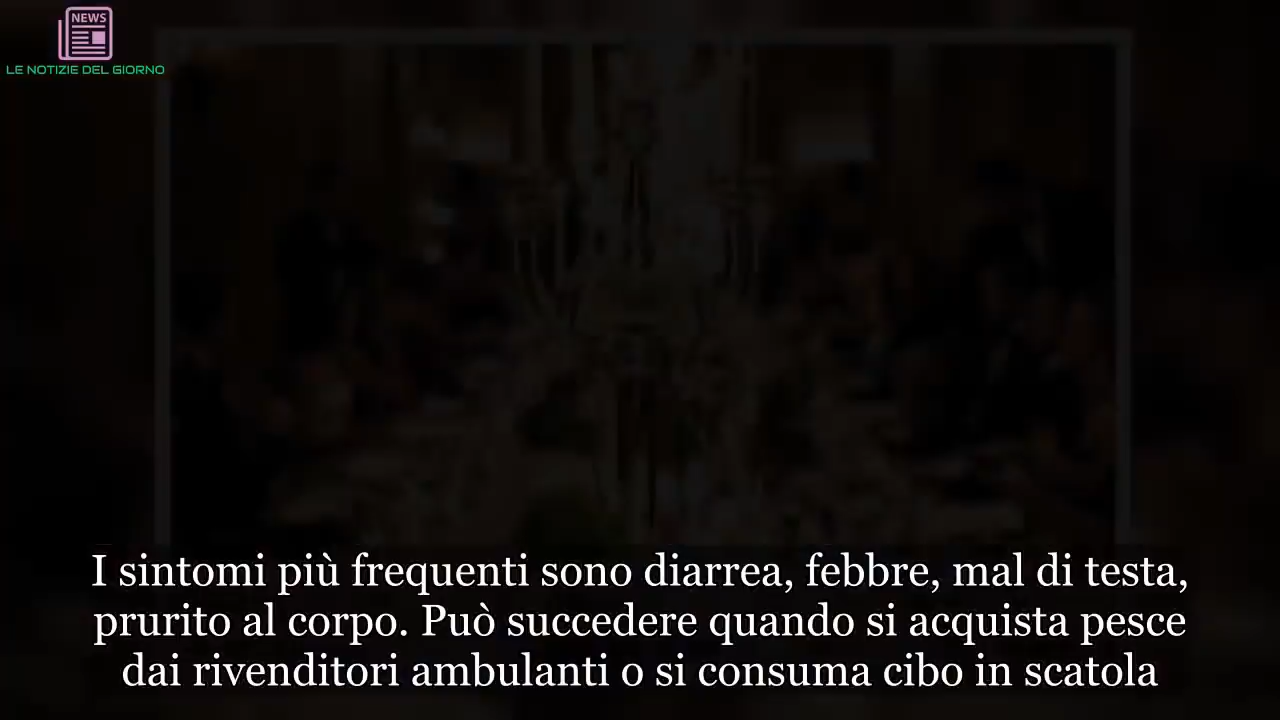 NEWS
LE NOTIZIE DEL GIORNO
I sintomi più frequenti sono diarrea, febbre, mal di testa,
prurito al corpo. Può succedere quando si acquista pesce
dai rivenditori ambulanti o si consuma cibo in scatola